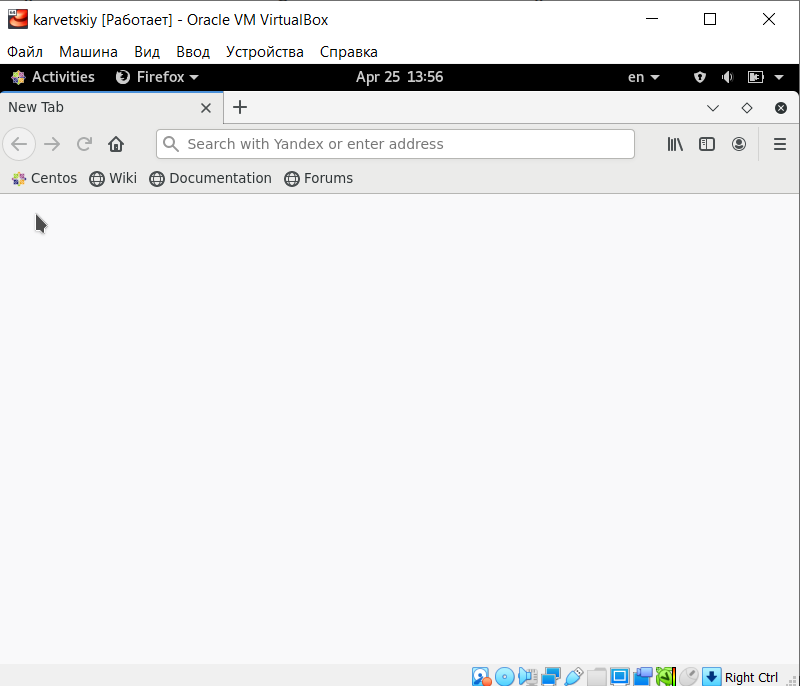 karvetskiy [Работает] - Oracle VM VirtualBox
Файл Машина Вид Ввод Устройства Справка
Activities Firefox Apr 25 13:56 en
New Tab
Search with Yandex or enter address
Centos Wiki Documentation Forums
Right Ctrl